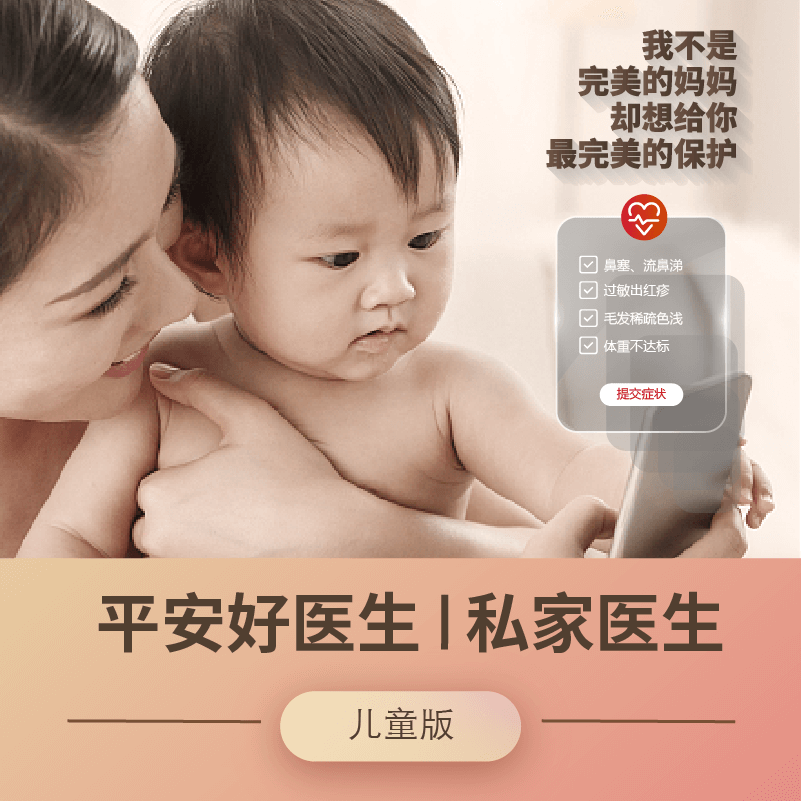 我不是
完美的妈妈
却想给你
最完美的保护
鼻塞、流鼻涕
过敏出红疹
毛发稀疏色浅
体重不达标
提交症状
平安好医生 | 私家医生
儿童版